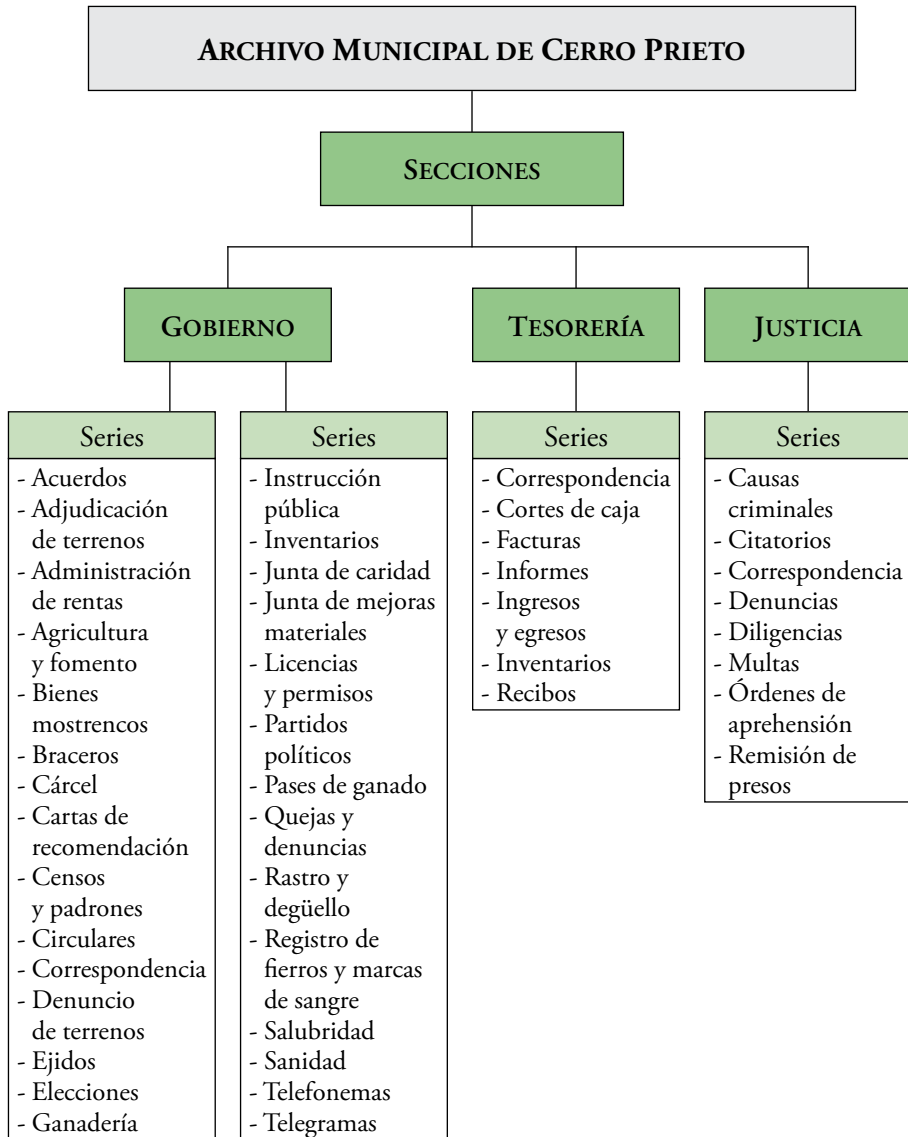 ARCHIVO MUNICIPAL DE CERRO PRIETO
SECCIONES
GOBIERNO
TESORERÍA
JUSTICIA
Series
- Acuerdos
- Adjudicación
de terrenos
- Administración
de rentas
- Agricultura
y fomento
- Bienes
mostrencos
- Braceros
- Cárcel
- Cartas de
recomendación
- Censos
y padrones
- Circulares
- Correspondencia
- Denuncio
de terrenos
- Ejidos
- Elecciones
- Ganadería
Series
- Instrucción
pública
- Inventarios
- Junta de caridad
- Junta de mejoras
materiales
- Licencias
y permisos
- Partidos
políticos
- Pases de ganado
- Quejas y
denuncias
- Rastro y
degüello
- Registro de
fierros y marcas
de sangre
- Salubridad
- Sanidad
- Telefonemas
- Telegramas
Series
- Correspondencia
- Cortes de caja
- Facturas
- Informes
- Ingresos
y egresos
- Inventarios
- Recibos
Series
- Causas
criminales
- Citatorios
- Correspondencia
- Denuncias
- Diligencias
- Multas
- Órdenes de
aprehensión
- Remisión de
presos